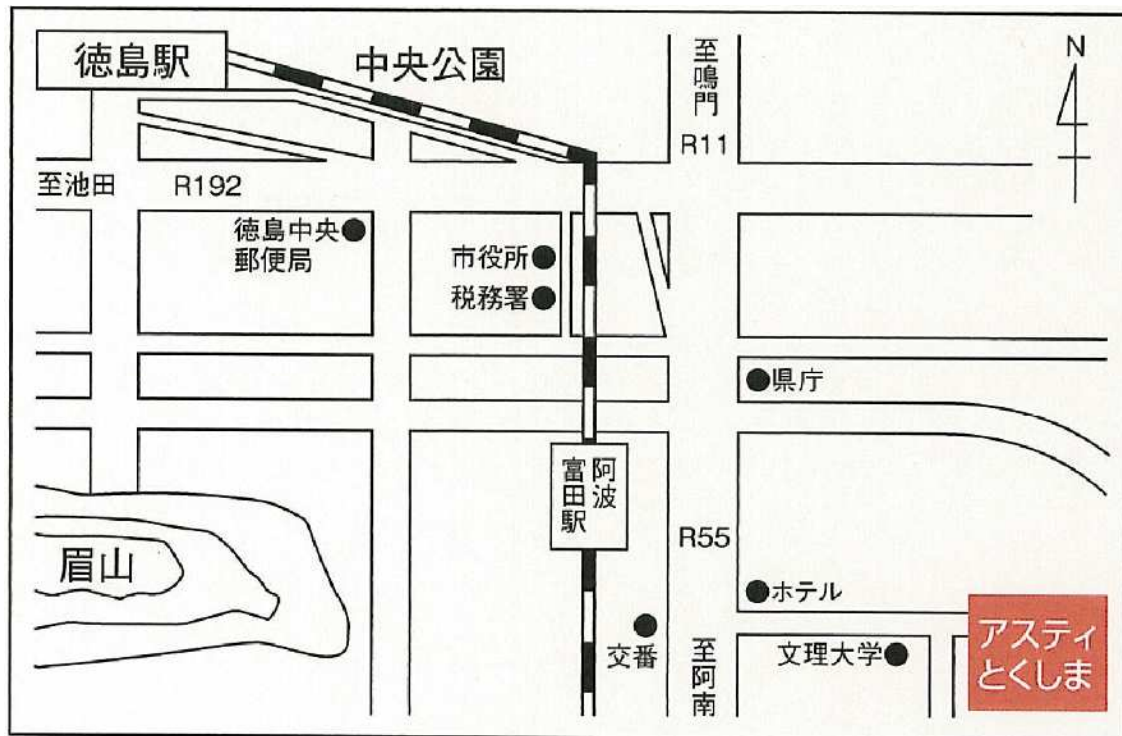 徳島駅
中央公園
至鳴門
R11
N
至池田
R192
徳島中央
郵便局
市役所
税務署
県庁
阿波
富田駅
R55
眉山
ホテル
交番
至阿南
文理大学
アスティ
とくしま